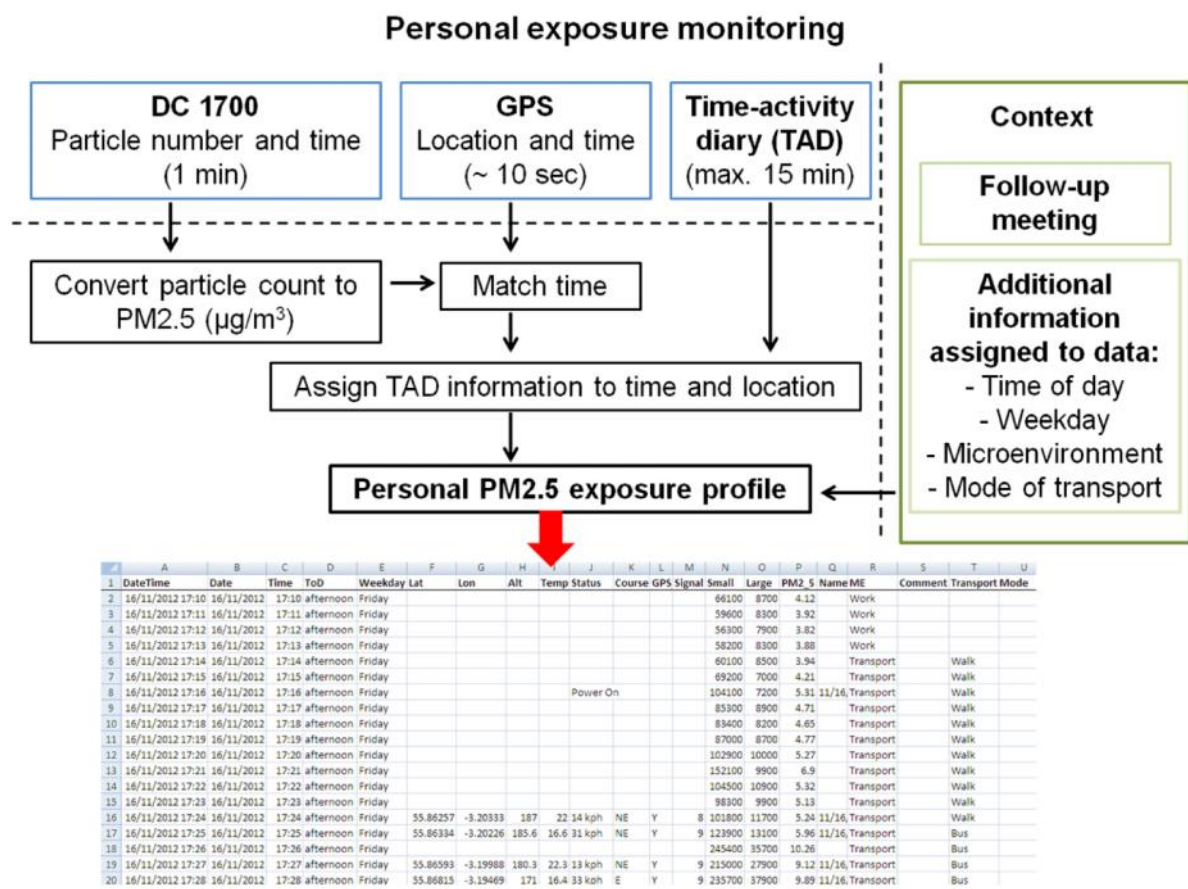 Personal exposure monitoring
DC 1700
Particle number and time
(1 min)
GPS
Location and time
(~ 10 sec)
Time-activity
diary (TAD)
(max. 15 min)
Context
Follow-up
meeting
Additional
information
assigned to data:
- Time of day
- Weekday
- Microenvironment
- Mode of transport
Convert particle count to
PM2.5 (µg/m³)
Match time
Assign TAD information to time and location
Personal PM2.5 exposure profile
A B C D E F G H I J K L M N O P Q R S T U
1 DateTime Date Time ToD Weekday Lat Lon Alt Temp Status Course GPS Signal Small Large PM2_5 Name ME Comment Transport Mode
2 16/11/2012 17:10 16/11/2012 17:10 afternoon Friday 66100 8700 4.12 Work
3 16/11/2012 17:11 16/11/2012 17:11 afternoon Friday 59600 8300 3.92 Work
4 16/11/2012 17:12 16/11/2012 17:12 afternoon Friday 56300 7900 3.82 Work
5 16/11/2012 17:13 16/11/2012 17:13 afternoon Friday 58200 8300 3.88 Work
6 16/11/2012 17:14 16/11/2012 17:14 afternoon Friday 60100 8500 3.94 Transport Walk
7 16/11/2012 17:15 16/11/2012 17:15 afternoon Friday 69200 7000 4.21 Transport Walk
8 16/11/2012 17:16 16/11/2012 17:16 afternoon Friday Power On 104100 7200 5.31 11/16, Transport Walk
9 16/11/2012 17:17 16/11/2012 17:17 afternoon Friday 85300 8900 4.71 Transport Walk
10 16/11/2012 17:18 16/11/2012 17:18 afternoon Friday 83400 8200 4.65 Transport Walk
11 16/11/2012 17:19 16/11/2012 17:19 afternoon Friday 87000 8700 4.77 Transport Walk
12 16/11/2012 17:20 16/11/2012 17:20 afternoon Friday 102900 10000 5.27 Transport Walk
13 16/11/2012 17:21 16/11/2012 17:21 afternoon Friday 152100 9900 6.9 Transport Walk
14 16/11/2012 17:22 16/11/2012 17:22 afternoon Friday 104500 10900 5.32 Transport Walk
15 16/11/2012 17:23 16/11/2012 17:23 afternoon Friday 98300 9900 5.13 Transport Walk
16 16/11/2012 17:24 16/11/2012 17:24 afternoon Friday 55.86257 -3.20333 187 22 14 kph NE Y 8 101800 11700 5.24 11/16, Transport Walk
17 16/11/2012 17:25 16/11/2012 17:25 afternoon Friday 55.86334 -3.20226 185.6 16.6 31 kph NE Y 9 123900 13100 5.96 11/16, Transport Bus
18 16/11/2012 17:26 16/11/2012 17:26 afternoon Friday 245400 35700 10.26 Transport Bus
19 16/11/2012 17:27 16/11/2012 17:27 afternoon Friday 55.86593 -3.19988 180.3 22.3 13 kph NE Y 9 215000 27900 9.12 11/16, Transport Bus
20 16/11/2012 17:28 16/11/2012 17:28 afternoon Friday 55.86815 -3.19469 171 16.4 33 kph E Y 9 235700 37900 9.89 11/16, Transport Bus